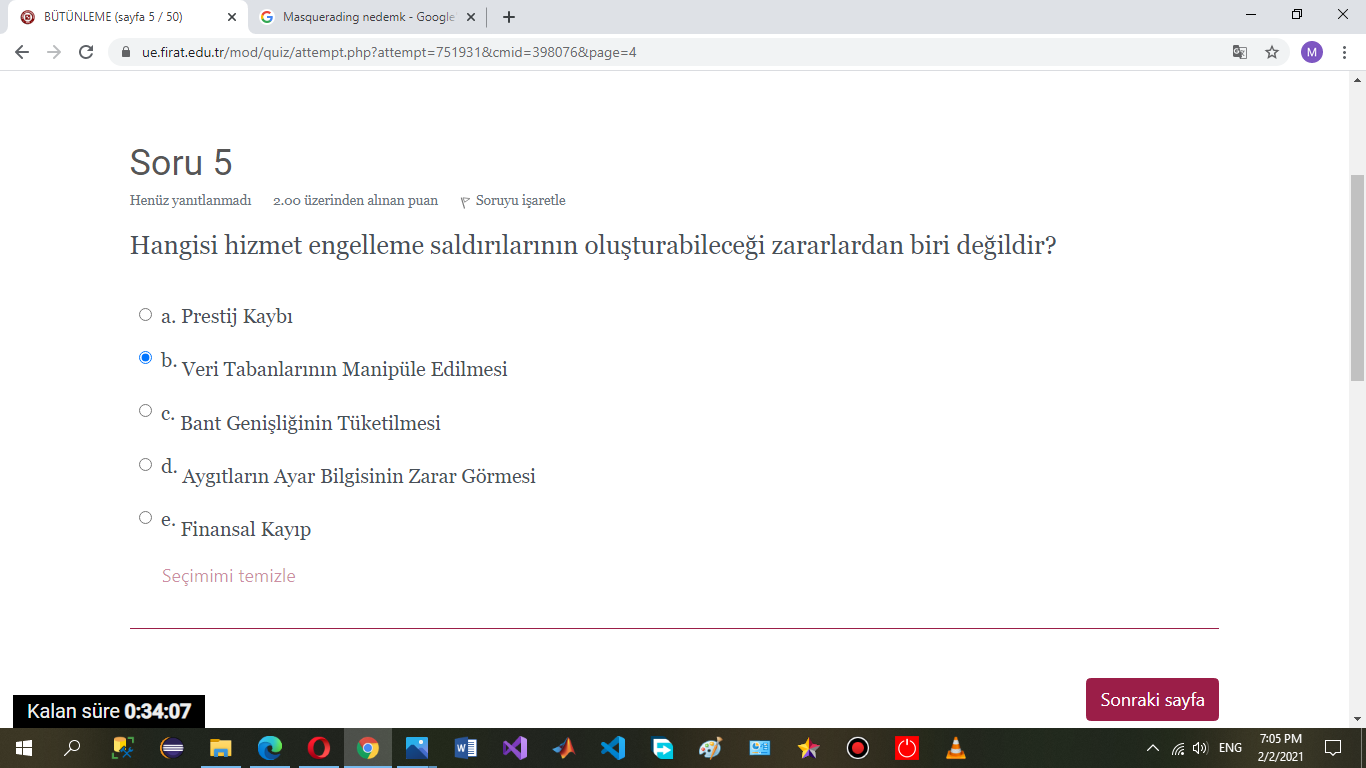 BÜTÜNLEME (sayfa 5 / 50)
Masquerading nedemk - Google
ue.firat.edu.tr/mod/quiz/attempt.php?attempt=751931&cmid=398076&page=4
M
Soru 5
Henüz yanıtlanmadı 2.00 üzerinden alınan puan Soruyu işaretle
Hangisi hizmet engelleme saldırılarının oluşturabileceği zararlardan biri değildir?
a. Prestij Kaybı
b. Veri Tabanlarının Manipüle Edilmesi
c. Bant Genişliğinin Tüketilmesi
d. Aygıtların Ayar Bilgisinin Zarar Görmesi
e. Finansal Kayıp
Seçimimi temizle
Kalan süre 0:34:07
Sonraki sayfa
ENG
7:05 PM
2/2/2021